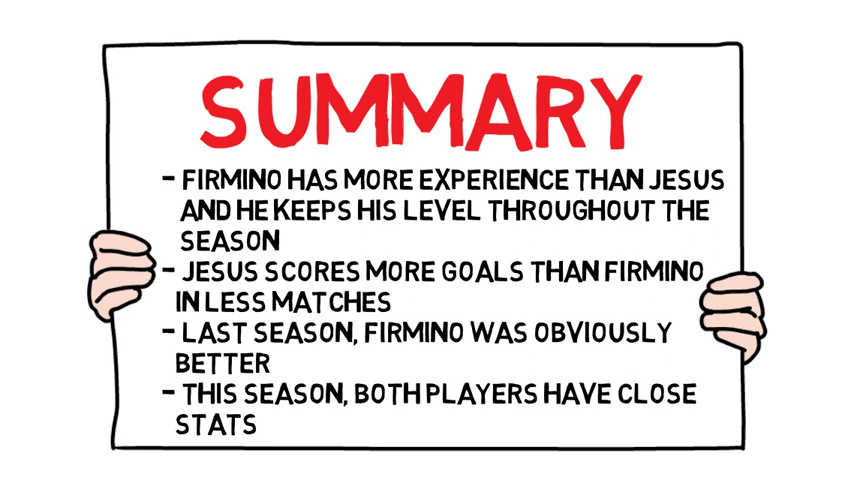 SUMMARY
- FIRMINO HAS MORE EXPERIENCE THAN JESUS
AND HE KEEPS HIS LEVEL THROUGHOUT THE
SEASON
- JESUS SCORES MORE GOALS THAN FIRMINO
IN LESS MATCHES
- LAST SEASON, FIRMINO WAS OBVIOUSLY
BETTER
- THIS SEASON, BOTH PLAYERS HAVE CLOSE
STATS